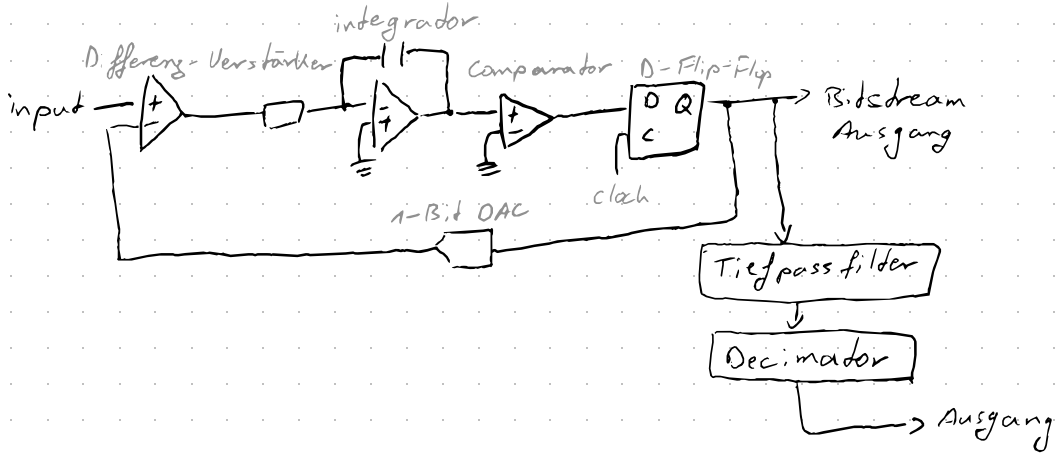 integrador
Differenz-Verstärker
Comparator
D-Flip-Flop
input
+
-
-
+
+
-
D Q
C
Bitstream
Ausgang
Clock
1-Bit DAC
Tiefpassfilter
Decimator
Ausgang